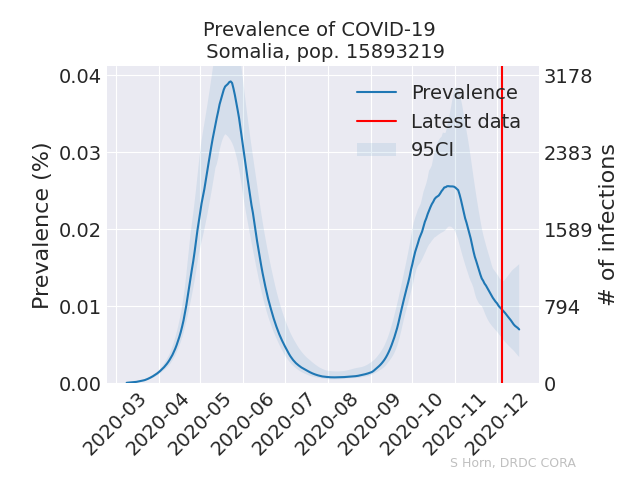 Prevalence of COVID-19
Somalia, pop. 15893219
Prevalence (%)
0.04
0.03
0.02
0.01
0.00
Prevalence
Latest data
95CI
3178
2383
1589
794
0
# of infections
2020-03
2020-04
2020-05
2020-06
2020-07
2020-08
2020-09
2020-10
2020-11
2020-12
S Horn, DRDC CORA